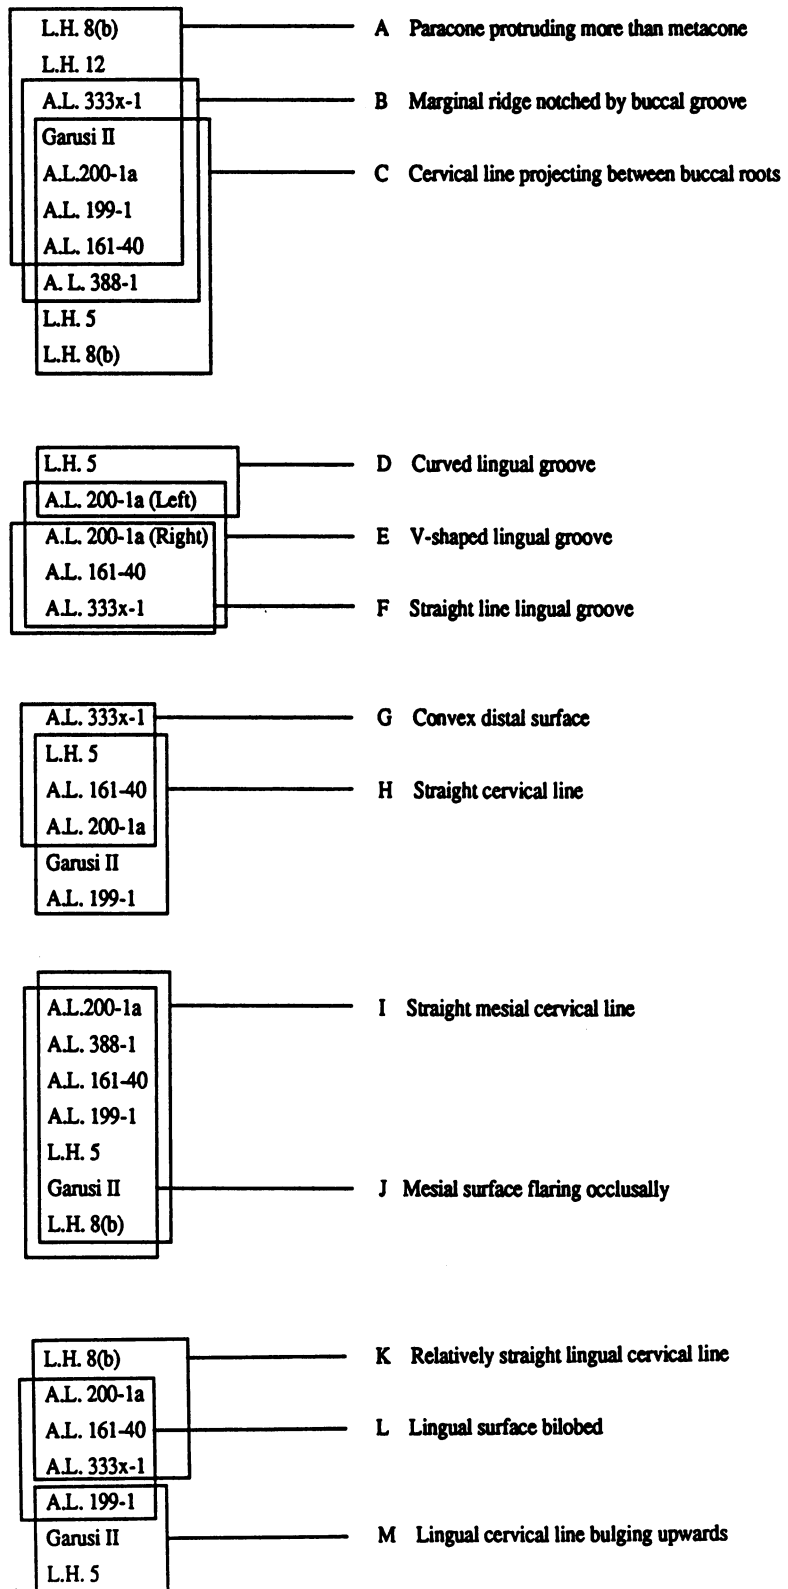 L.H. 8(b) A Paracone protruding more than metacone
L.H. 12
A.L. 333x-1 B Marginal ridge notched by buccal groove
Garusi II
A.L.200-1a C Cervical line projecting between buccal roots
A.L. 199-1
A.L. 161-40
A. L. 388-1
L.H. 5
L.H. 8(b)
L.H. 5 D Curved lingual groove
A.L. 200-1a (Left)
A.L. 200-1a (Right) E V-shaped lingual groove
A.L. 161-40
A.L. 333x-1 F Straight line lingual groove
A.L. 333x-1 G Convex distal surface
L.H. 5
A.L. 161-40 H Straight cervical line
A.L. 200-1a
Garusi II
A.L. 199-1
A.L.200-1a I Straight mesial cervical line
A.L. 388-1
A.L. 161-40
A.L. 199-1
L.H. 5
Garusi II J Mesial surface flaring occlusally
L.H. 8(b)
L.H. 8(b) K Relatively straight lingual cervical line
A.L. 200-1a
A.L. 161-40 L Lingual surface bilobed
A.L. 333x-1
A.L. 199-1
Garusi II M Lingual cervical line bulging upwards
L.H. 5